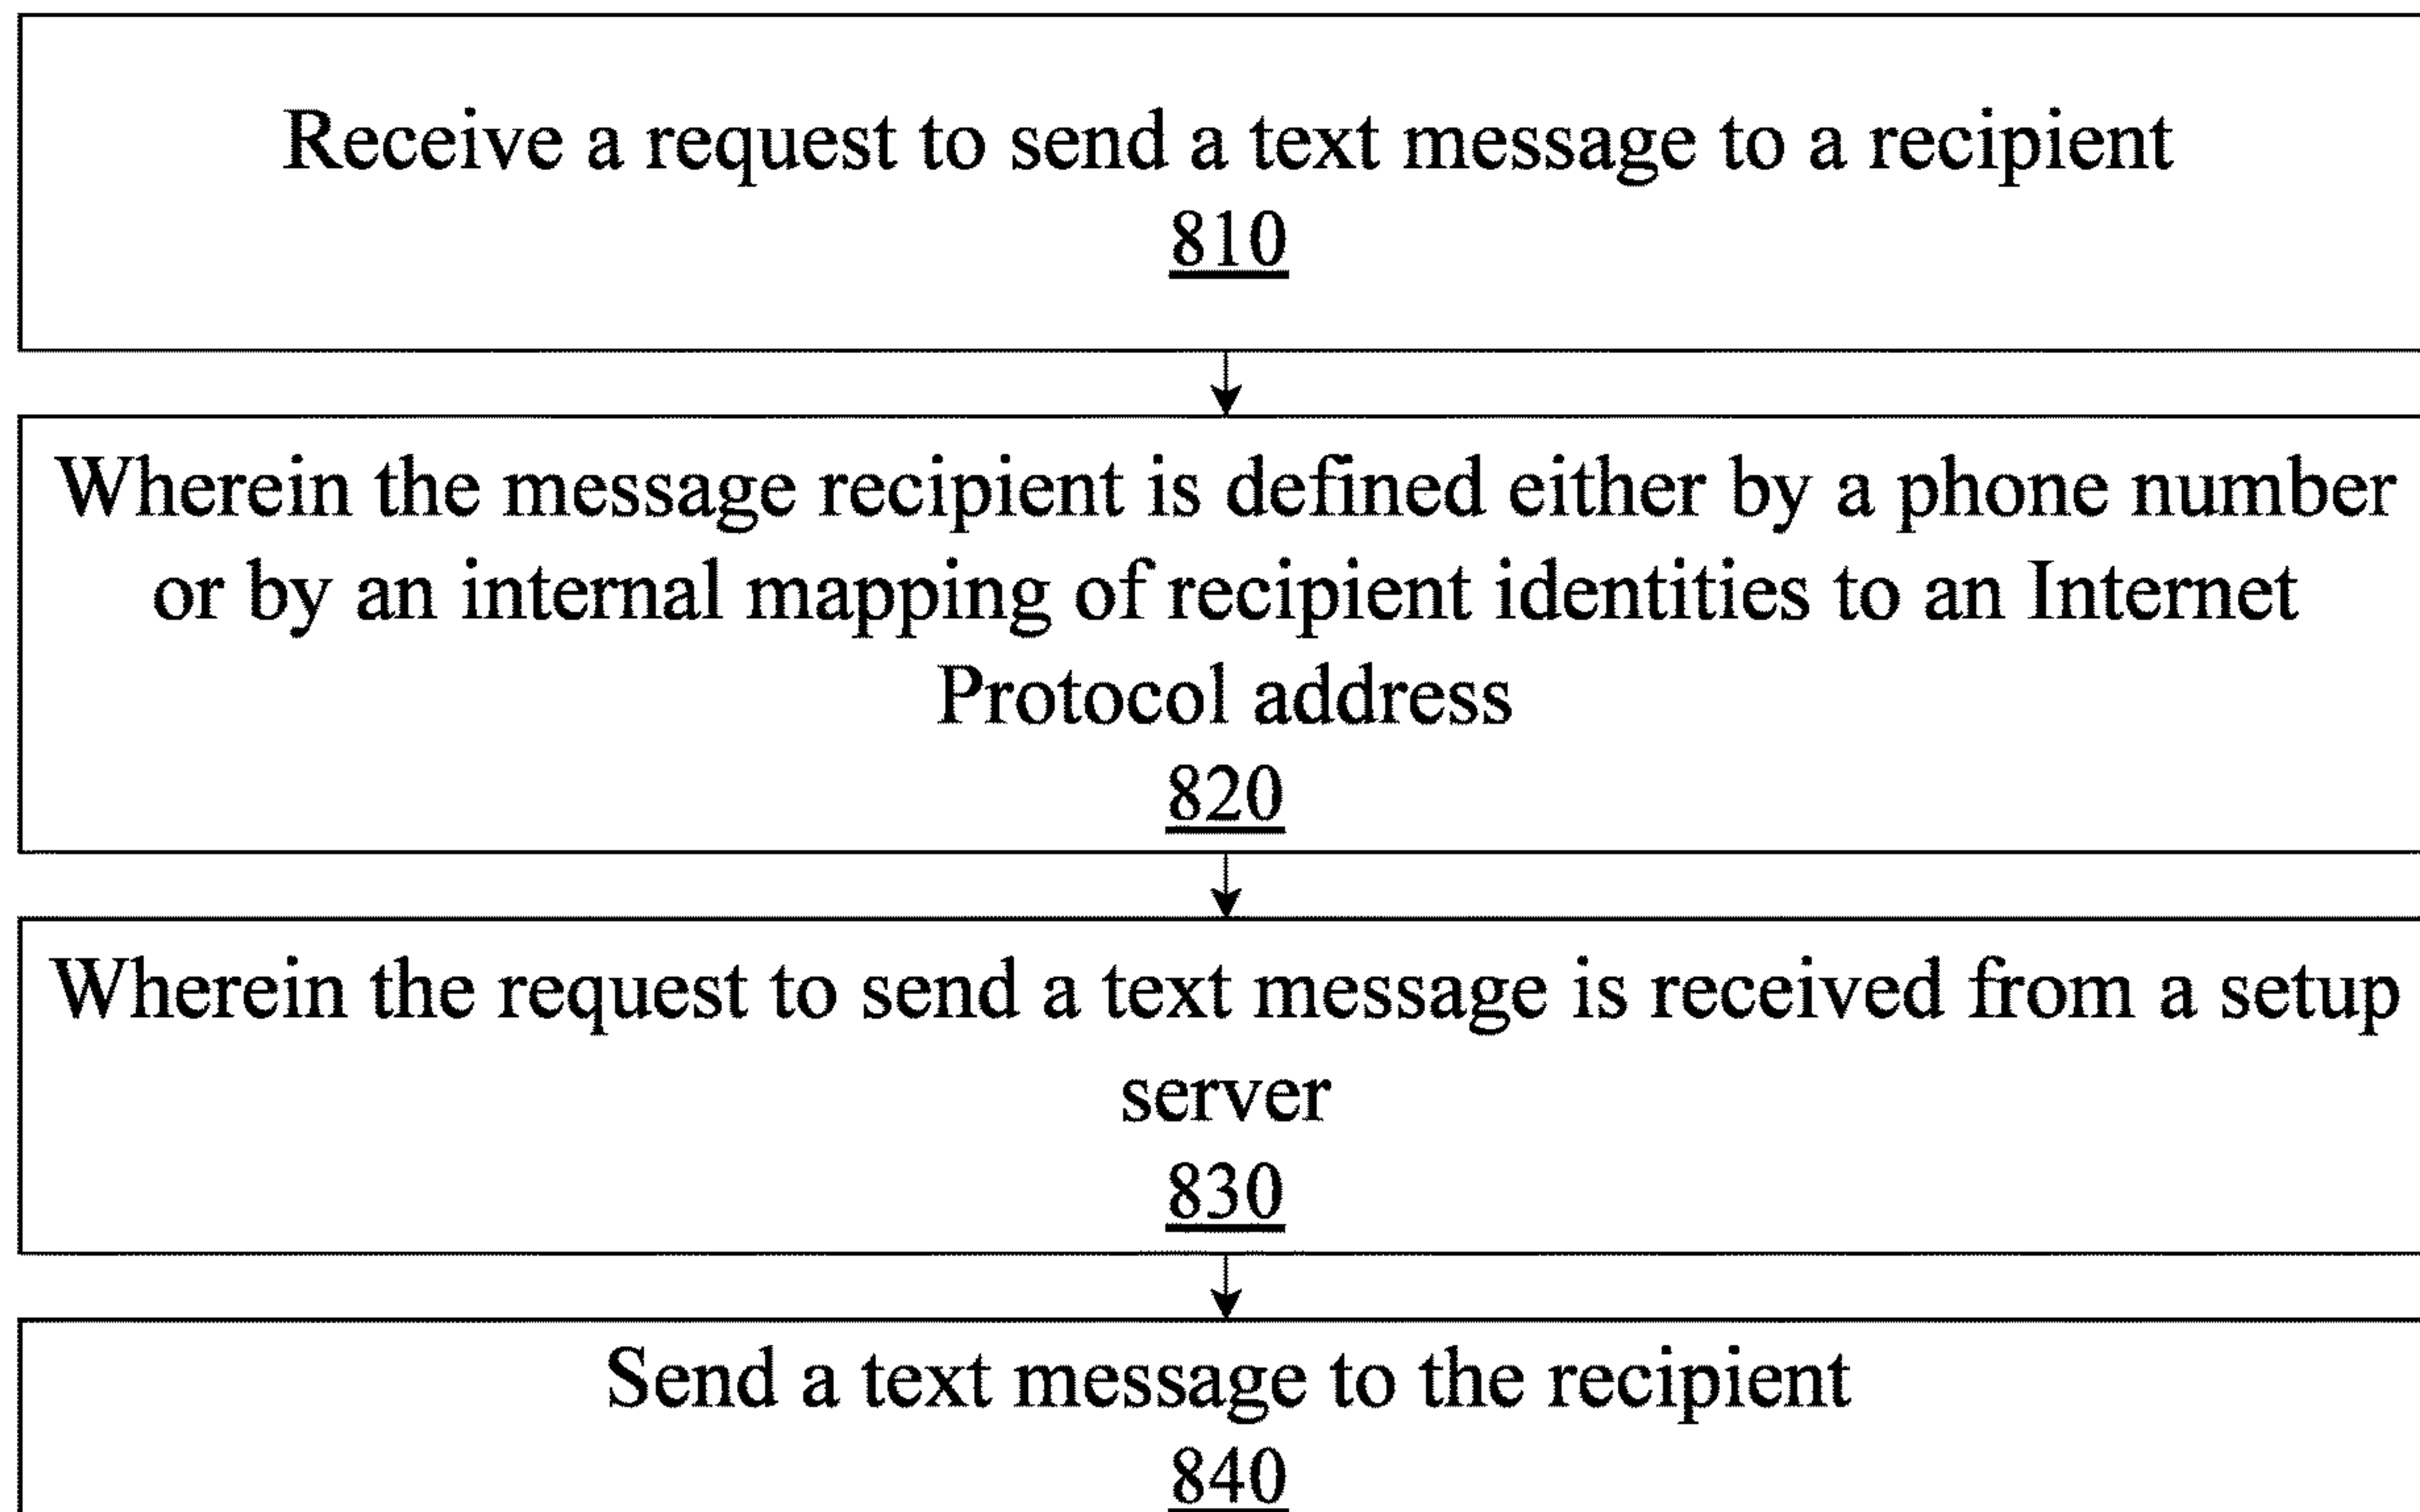 Receive a request to send a text message to a recipient
810
Wherein the message recipient is defined either by a phone number
or by an internal mapping of recipient identities to an Internet
Protocol address
820
Wherein the request to send a text message is received from a setup
server
830
Send a text message to the recipient
840